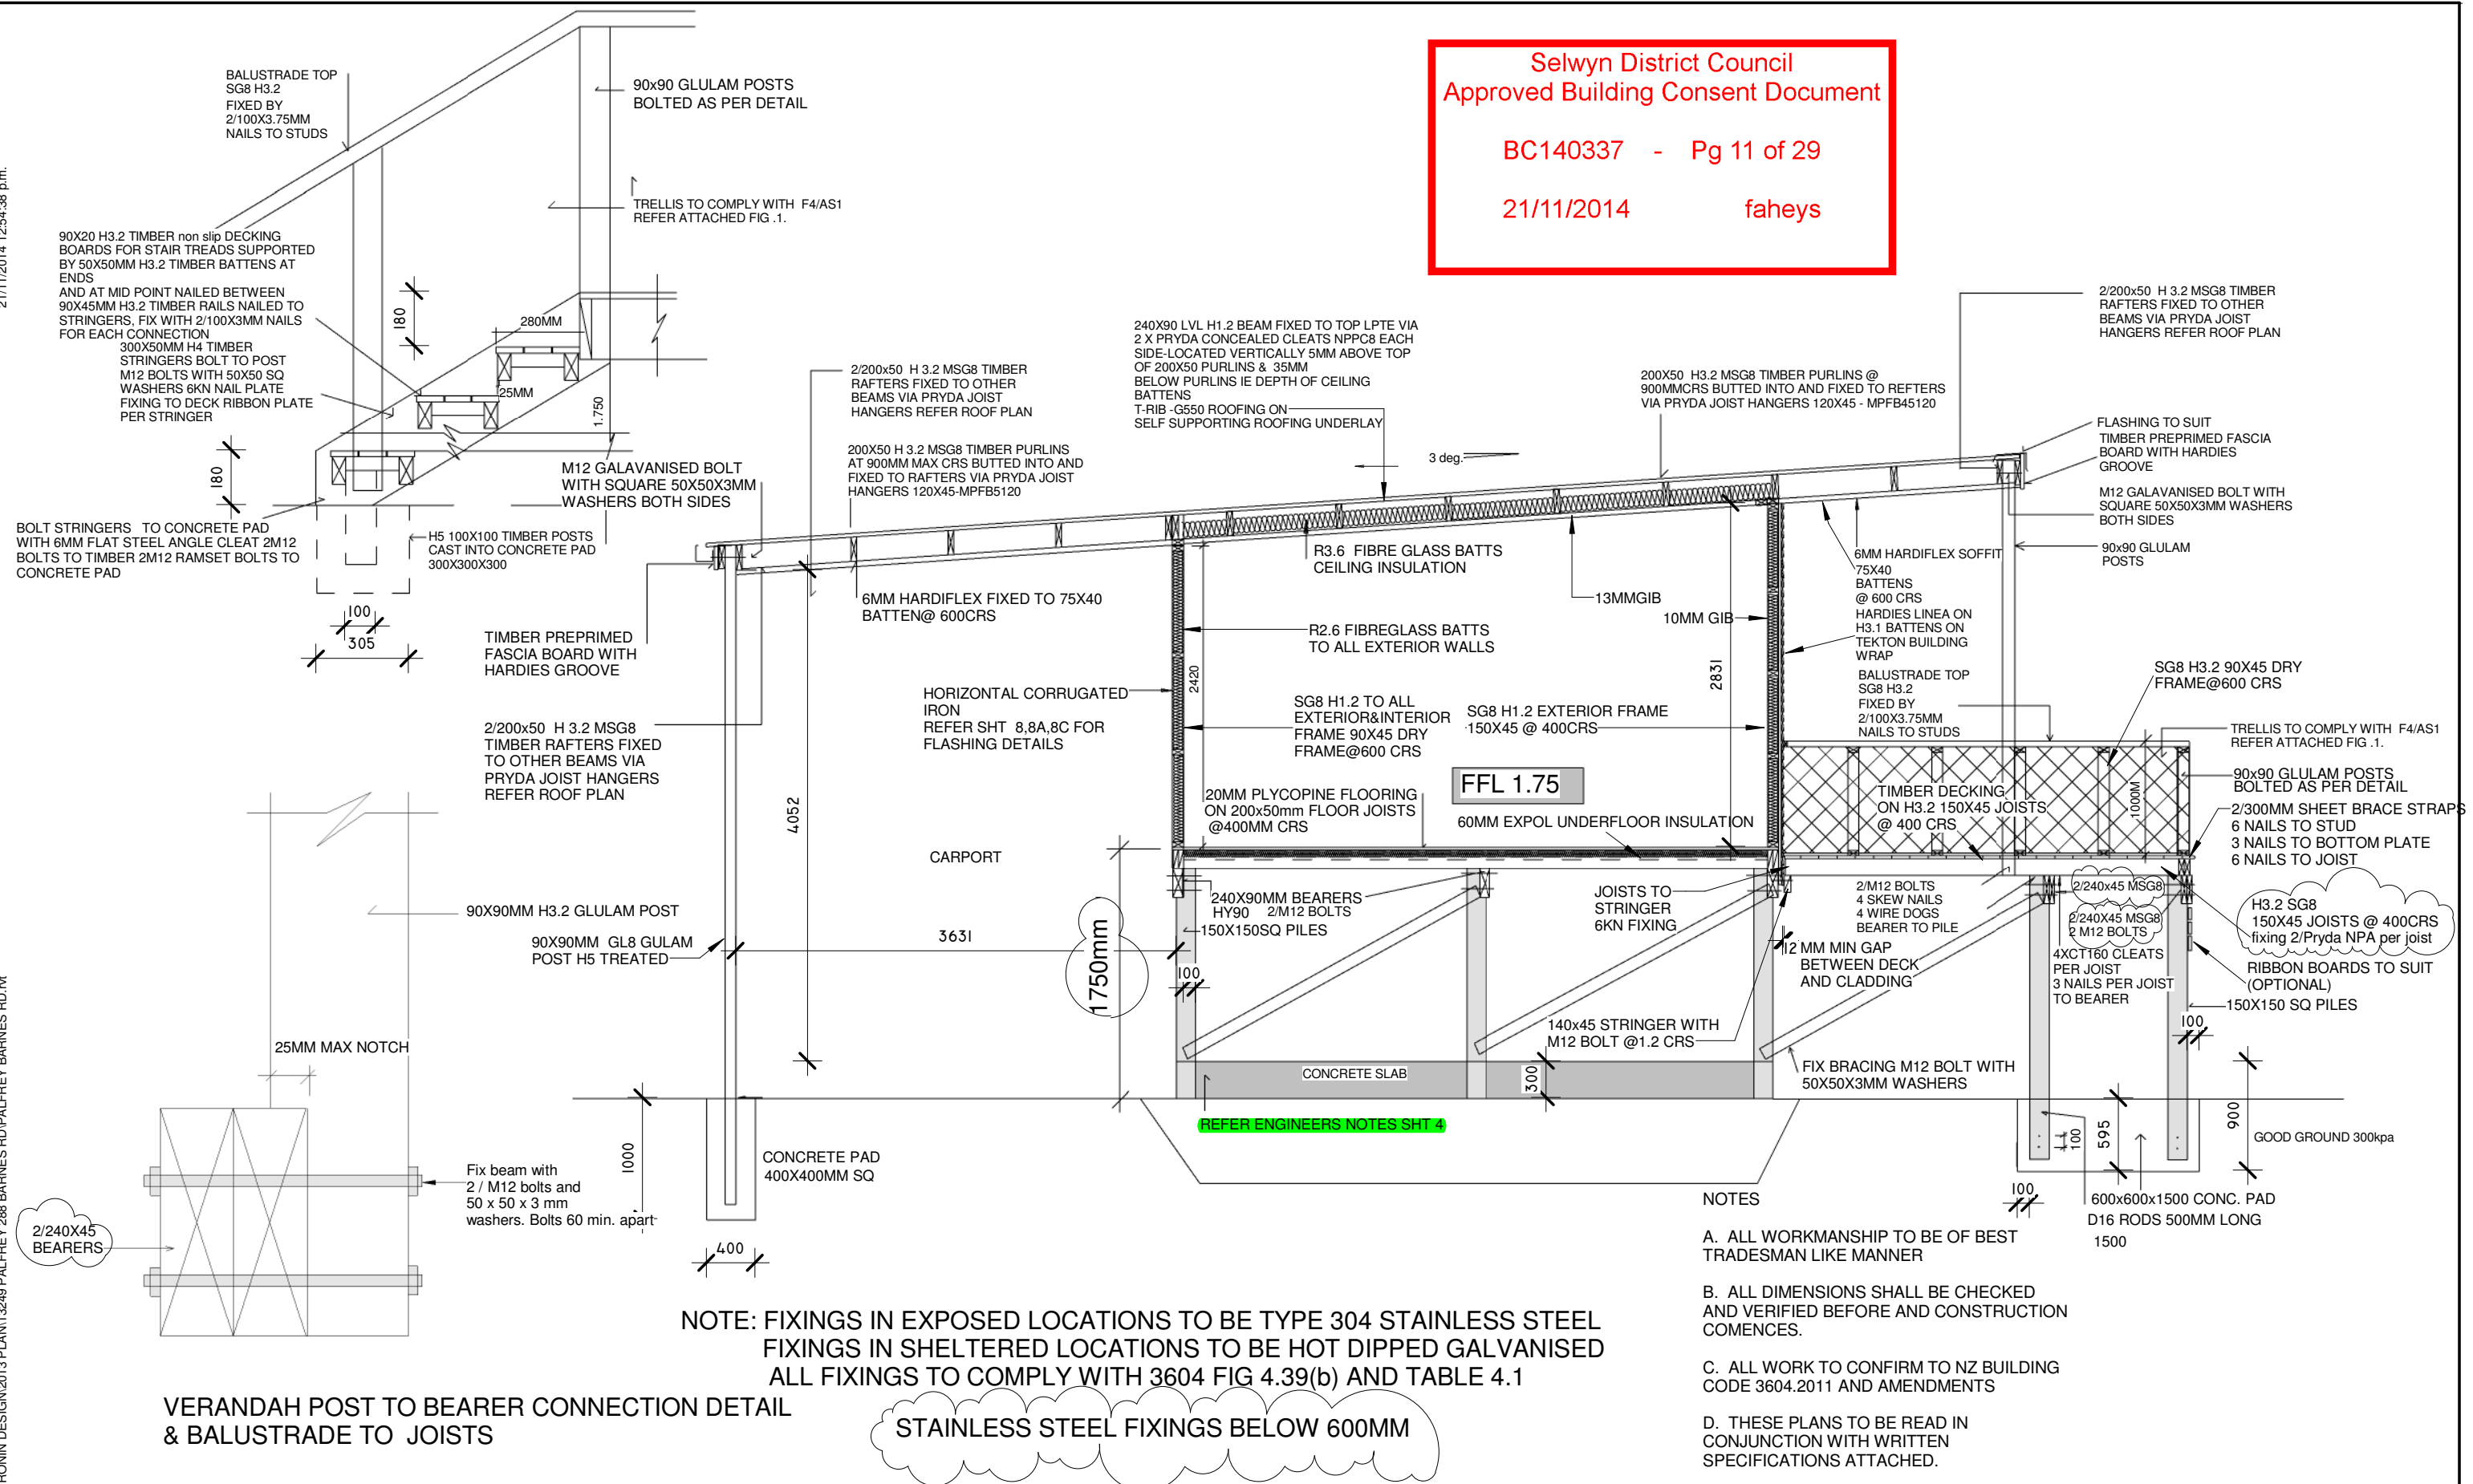 21/11/2014 12:54:38 p.m.
RONIN DESIGN\2013 PLAN\13249 PALFREY 288 BARNES RD\PALFREY BARNES RD.rvt
Selwyn District Council
Approved Building Consent Document
BC140337 - Pg 11 of 29
21/11/2014 faheys
BALUSTRADE TOP
SG8 H3.2
FIXED BY
2/100X3.75MM
NAILS TO STUDS
90x90 GLULAM POSTS
BOLTED AS PER DETAIL
TRELLIS TO COMPLY WITH F4/AS1
REFER ATTACHED FIG .1.
90X20 H3.2 TIMBER non slip DECKING
BOARDS FOR STAIR TREADS SUPPORTED
BY 50X50MM H3.2 TIMBER BATTENS AT
ENDS
AND AT MID POINT NAILED BETWEEN
90X45MM H3.2 TIMBER RAILS NAILED TO
STRINGERS, FIX WITH 2/100X3MM NAILS
FOR EACH CONNECTION
300X50MM H4 TIMBER
STRINGERS BOLT TO POST
M12 BOLTS WITH 50X50 SQ
WASHERS 6KN NAIL PLATE
FIXING TO DECK RIBBON PLATE
PER STRINGER
180
280MM
25MM
1.750
180
BOLT STRINGERS TO CONCRETE PAD
WITH 6MM FLAT STEEL ANGLE CLEAT 2M12
BOLTS TO TIMBER 2M12 RAMSET BOLTS TO
CONCRETE PAD
H5 100X100 TIMBER POSTS
CAST INTO CONCRETE PAD
300X300X300
100
305
M12 GALAVANISED BOLT
WITH SQUARE 50X50X3MM
WASHERS BOTH SIDES
2/200x50 H 3.2 MSG8 TIMBER
RAFTERS FIXED TO OTHER
BEAMS VIA PRYDA JOIST
HANGERS REFER ROOF PLAN
200X50 H 3.2 MSG8 TIMBER PURLINS
AT 900MM MAX CRS BUTTED INTO AND
FIXED TO RAFTERS VIA PRYDA JOIST
HANGERS 120X45-MPFB5120
240X90 LVL H1.2 BEAM FIXED TO TOP LPTE VIA
2 X PRYDA CONCEALED CLEATS NPPC8 EACH
SIDE-LOCATED VERTICALLY 5MM ABOVE TOP
OF 200X50 PURLINS & 35MM
BELOW PURLINS IE DEPTH OF CEILING
BATTENS
T-RIB -G550 ROOFING ON
SELF SUPPORTING ROOFING UNDERLAY
3 deg.
200X50 H3.2 MSG8 TIMBER PURLINS @
900MMCRS BUTTED INTO AND FIXED TO REFTERS
VIA PRYDA JOIST HANGERS 120X45 - MPFB45120
2/200x50 H 3.2 MSG8 TIMBER
RAFTERS FIXED TO OTHER
BEAMS VIA PRYDA JOIST
HANGERS REFER ROOF PLAN
FLASHING TO SUIT
TIMBER PREPRIMED FASCIA
BOARD WITH HARDIES
GROOVE
M12 GALAVANISED BOLT WITH
SQUARE 50X50X3MM WASHERS
BOTH SIDES
90x90 GLULAM
POSTS
6MM HARDIFLEX SOFFIT
75X40
BATTENS
@ 600 CRS
HARDIES LINEA ON
H3.1 BATTENS ON
TEKTON BUILDING
WRAP
BALUSTRADE TOP
SG8 H3.2
FIXED BY
2/100X3.75MM
NAILS TO STUDS
R3.6 FIBRE GLASS BATTS
CEILING INSULATION
13MMGIB
10MM GIB
6MM HARDIFLEX FIXED TO 75X40
BATTEN@ 600CRS
R2.6 FIBREGLASS BATTS
TO ALL EXTERIOR WALLS
TIMBER PREPRIMED
FASCIA BOARD WITH
HARDIES GROOVE
2420
2831
HORIZONTAL CORRUGATED
IRON
REFER SHT 8,8A,8C FOR
FLASHING DETAILS
SG8 H1.2 TO ALL
EXTERIOR&INTERIOR
FRAME 90X45 DRY
FRAME@600 CRS
SG8 H1.2 EXTERIOR FRAME
150X45 @ 400CRS
SG8 H3.2 90X45 DRY
FRAME@600 CRS
TRELLIS TO COMPLY WITH F4/AS1
REFER ATTACHED FIG .1.
90x90 GLULAM POSTS
BOLTED AS PER DETAIL
2/300MM SHEET BRACE STRAPS
6 NAILS TO STUD
3 NAILS TO BOTTOM PLATE
6 NAILS TO JOIST
2/200x50 H 3.2 MSG8
TIMBER RAFTERS FIXED
TO OTHER BEAMS VIA
PRYDA JOIST HANGERS
REFER ROOF PLAN
4052
FFL 1.75
20MM PLYCOPINE FLOORING
ON 200x50mm FLOOR JOISTS
@400MM CRS
60MM EXPOL UNDERFLOOR INSULATION
TIMBER DECKING
ON H3.2 150X45 JOISTS
@ 400 CRS
1000M
CARPORT
240X90MM BEARERS
HY90 2/M12 BOLTS
150X150SQ PILES
JOISTS TO
STRINGER
6KN FIXING
2/M12 BOLTS
4 SKEW NAILS
4 WIRE DOGS
BEARER TO PILE
2/240x45 MSG8
2/240X45 MSG8
2 M12 BOLTS
H3.2 SG8
150X45 JOISTS @ 400CRS
fixing 2/Pryda NPA per joist
12 MM MIN GAP
BETWEEN DECK
AND CLADDING
4XCT160 CLEATS
PER JOIST
3 NAILS PER JOIST
TO BEARER
RIBBON BOARDS TO SUIT
(OPTIONAL)
150X150 SQ PILES
100
90X90MM H3.2 GLULAM POST
90X90MM GL8 GULAM
POST H5 TREATED
3631
1750mm
100
140x45 STRINGER WITH
M12 BOLT @1.2 CRS
FIX BRACING M12 BOLT WITH
50X50X3MM WASHERS
CONCRETE SLAB
300
REFER ENGINEERS NOTES SHT 4
25MM MAX NOTCH
1000
CONCRETE PAD
400X400MM SQ
400
100
595
900
GOOD GROUND 300kpa
100
600x600x1500 CONC. PAD
D16 RODS 500MM LONG
1500
Fix beam with
2 / M12 bolts and
50 x 50 x 3 mm
washers. Bolts 60 min. apart
2/240X45
BEARERS
NOTES
A. ALL WORKMANSHIP TO BE OF BEST
TRADESMAN LIKE MANNER
B. ALL DIMENSIONS SHALL BE CHECKED
AND VERIFIED BEFORE AND CONSTRUCTION
COMENCES.
C. ALL WORK TO CONFIRM TO NZ BUILDING
CODE 3604.2011 AND AMENDMENTS
D. THESE PLANS TO BE READ IN
CONJUNCTION WITH WRITTEN
SPECIFICATIONS ATTACHED.
NOTE: FIXINGS IN EXPOSED LOCATIONS TO BE TYPE 304 STAINLESS STEEL
FIXINGS IN SHELTERED LOCATIONS TO BE HOT DIPPED GALVANISED
ALL FIXINGS TO COMPLY WITH 3604 FIG 4.39(b) AND TABLE 4.1
STAINLESS STEEL FIXINGS BELOW 600MM
VERANDAH POST TO BEARER CONNECTION DETAIL
& BALUSTRADE TO JOISTS